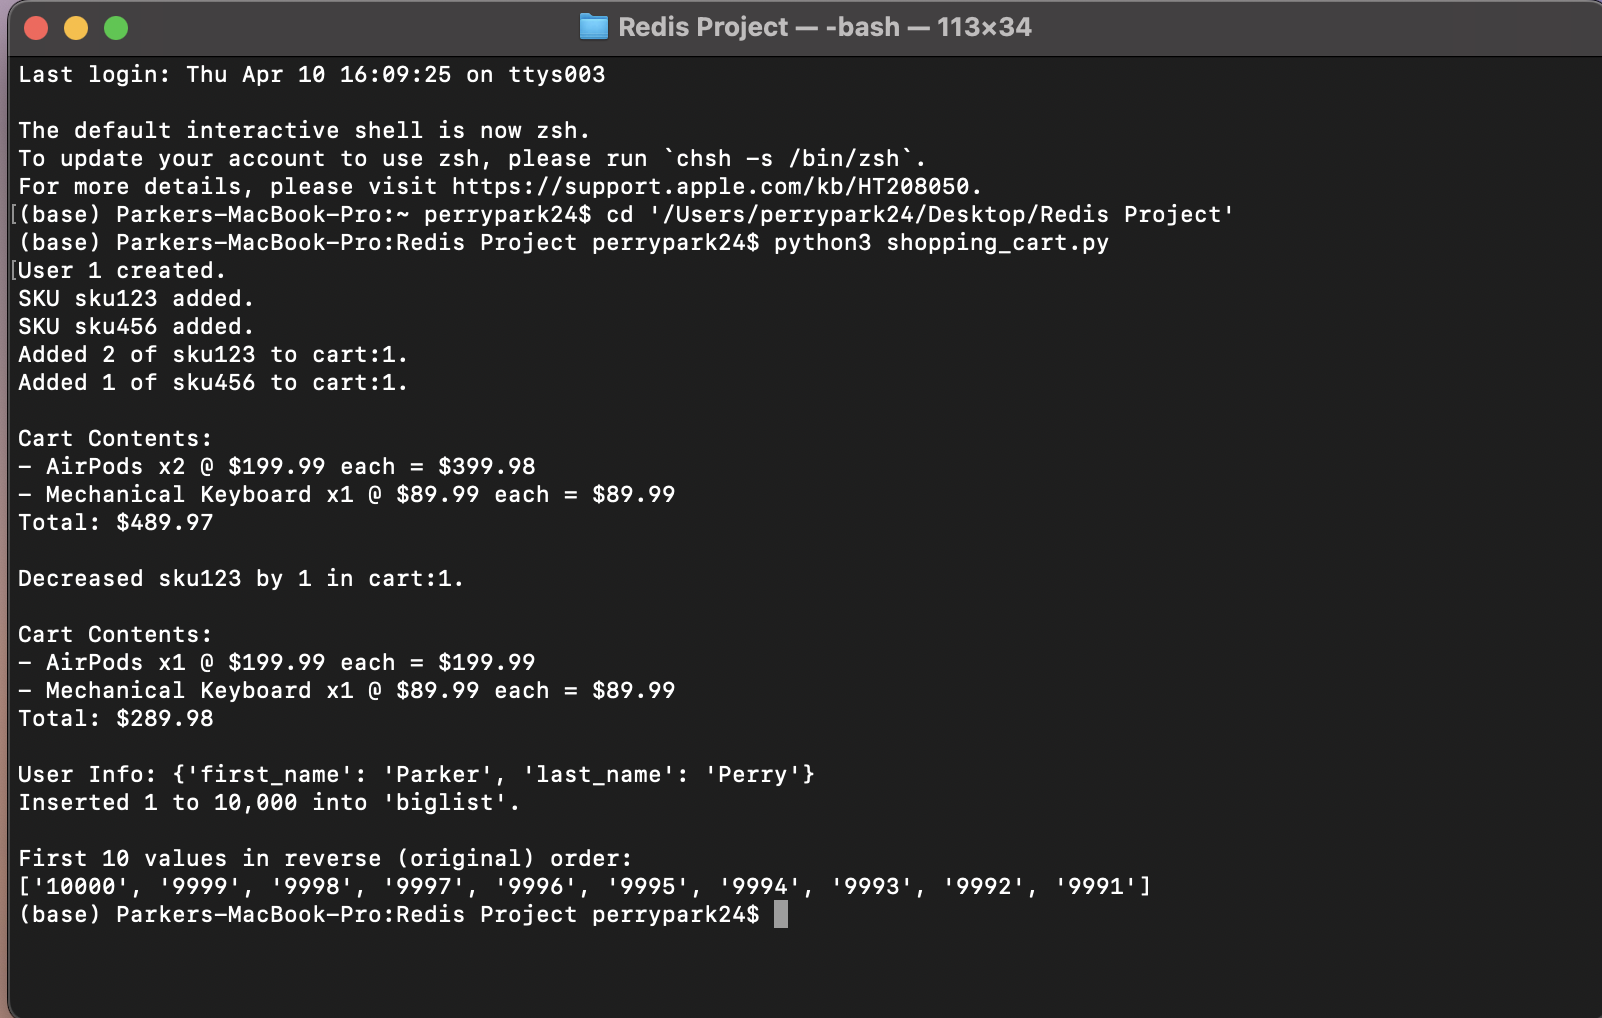 Redis Project — -bash — 113×34
Last login: Thu Apr 10 16:09:25 on ttys003
The default interactive shell is now zsh.
To update your account to use zsh, please run `chsh -s /bin/zsh`.
For more details, please visit https://support.apple.com/kb/HT208050.
[(base) Parkers-MacBook-Pro:~ perrypark24$ cd '/Users/perrypark24/Desktop/Redis Project'
(base) Parkers-MacBook-Pro:Redis Project perrypark24$ python3 shopping_cart.py
[User 1 created.
SKU sku123 added.
SKU sku456 added.
Added 2 of sku123 to cart:1.
Added 1 of sku456 to cart:1.
Cart Contents:
- AirPods x2 @ $199.99 each = $399.98
- Mechanical Keyboard x1 @ $89.99 each = $89.99
Total: $489.97
Decreased sku123 by 1 in cart:1.
Cart Contents:
- AirPods x1 @ $199.99 each = $199.99
- Mechanical Keyboard x1 @ $89.99 each = $89.99
Total: $289.98
User Info: {'first_name': 'Parker', 'last_name': 'Perry'}
Inserted 1 to 10,000 into 'biglist'.
First 10 values in reverse (original) order:
['10000', '9999', '9998', '9997', '9996', '9995', '9994', '9993', '9992', '9991']
(base) Parkers-MacBook-Pro:Redis Project perrypark24$